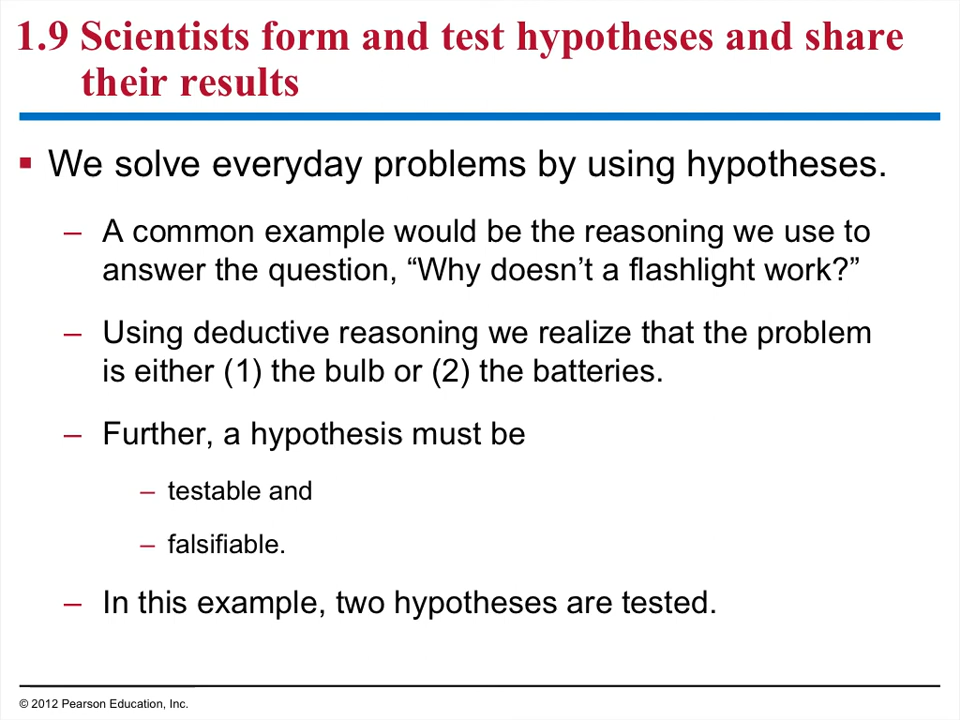 1.9 Scientists form and test hypotheses and share
their results
▪ We solve everyday problems by using hypotheses.
– A common example would be the reasoning we use to
answer the question, “Why doesn’t a flashlight work?”
– Using deductive reasoning we realize that the problem
is either (1) the bulb or (2) the batteries.
– Further, a hypothesis must be
– testable and
– falsifiable.
– In this example, two hypotheses are tested.
© 2012 Pearson Education, Inc.